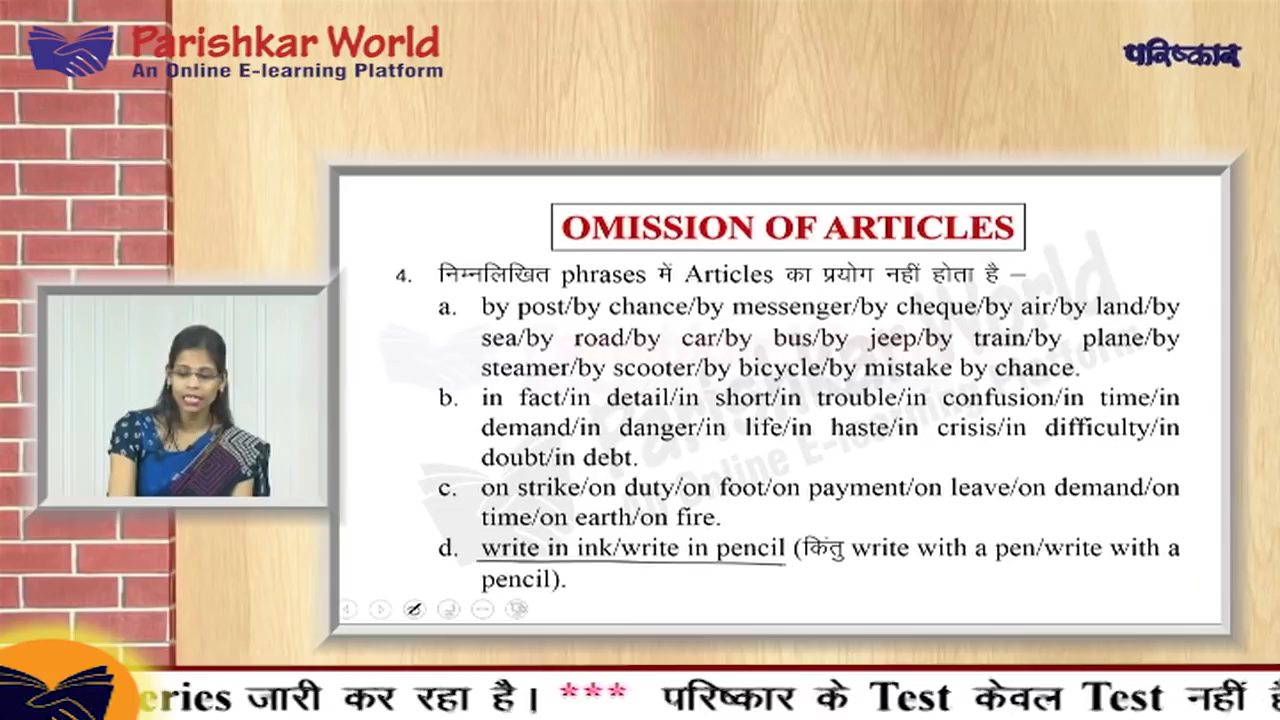 Parishkar World
An Online E-learning Platform
परिष्कार
OMISSION OF ARTICLES
4. निम्नलिखित phrases में Articles का प्रयोग नहीं होता है –
a. by post/by chance/by messenger/by cheque/by air/by land/by
sea/by road/by car/by bus/by jeep/by train/by plane/by
steamer/by scooter/by bicycle/by mistake by chance.
b. in fact/in detail/in short/in trouble/in confusion/in time/in
demand/in danger/in life/in haste/in crisis/in difficulty/in
doubt/in debt.
c. on strike/on duty/on foot/on payment/on leave/on demand/on
time/on earth/on fire.
d. write in ink/write in pencil (किंतु write with a pen/write with a
pencil).
eries जारी कर रहा है। *** परिष्कार के Test केवल Test नहीं है